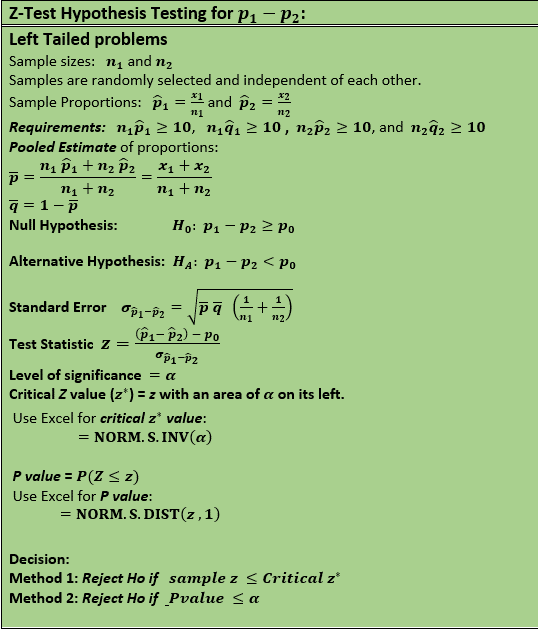 Z-Test Hypothesis Testing for p₁ − p₂:
Left Tailed problems
Sample sizes: n₁ and n₂
Samples are randomly selected and independent of each other.
Sample Proportions: p̂₁ = x₁/n₁ and p̂₂ = x₂/n₂
Requirements: n₁p̂₁ ≥ 10, n₁q̂₁ ≥ 10 , n₂p̂₂ ≥ 10, and n₂q̂₂ ≥ 10
Pooled Estimate of proportions:
p̅ = (n₁ p̂₁ + n₂ p̂₂)/(n₁ + n₂) = (x₁ + x₂)/(n₁ + n₂)
q̅ = 1 − p̅
Null Hypothesis: H₀: p₁ − p₂ ≥ p₀
Alternative Hypothesis: H_A: p₁ − p₂ < p₀
Standard Error σ_p̂₁−p̂₂ = √(p̅ q̅ (1/n₁ + 1/n₂))
Test Statistic Z = ((p̂₁− p̂₂) − p₀)/σ_p̂₁−p̂₂
Level of significance = α
Critical Z value (z*) = z with an area of α on its left.
Use Excel for critical z* value:
= NORM.S.INV(α)
P value = P(Z ≤ z)
Use Excel for P value:
= NORM.S.DIST(z ,1)
Decision:
Method 1: Reject Ho if sample z ≤ Critical z*
Method 2: Reject Ho if _Pvalue ≤ α